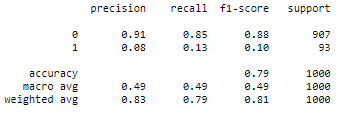 precision recall f1-score support
0 0.91 0.85 0.88 907
1 0.08 0.13 0.10 93
accuracy 0.79 1000
macro avg 0.49 0.49 0.49 1000
weighted avg 0.83 0.79 0.81 1000